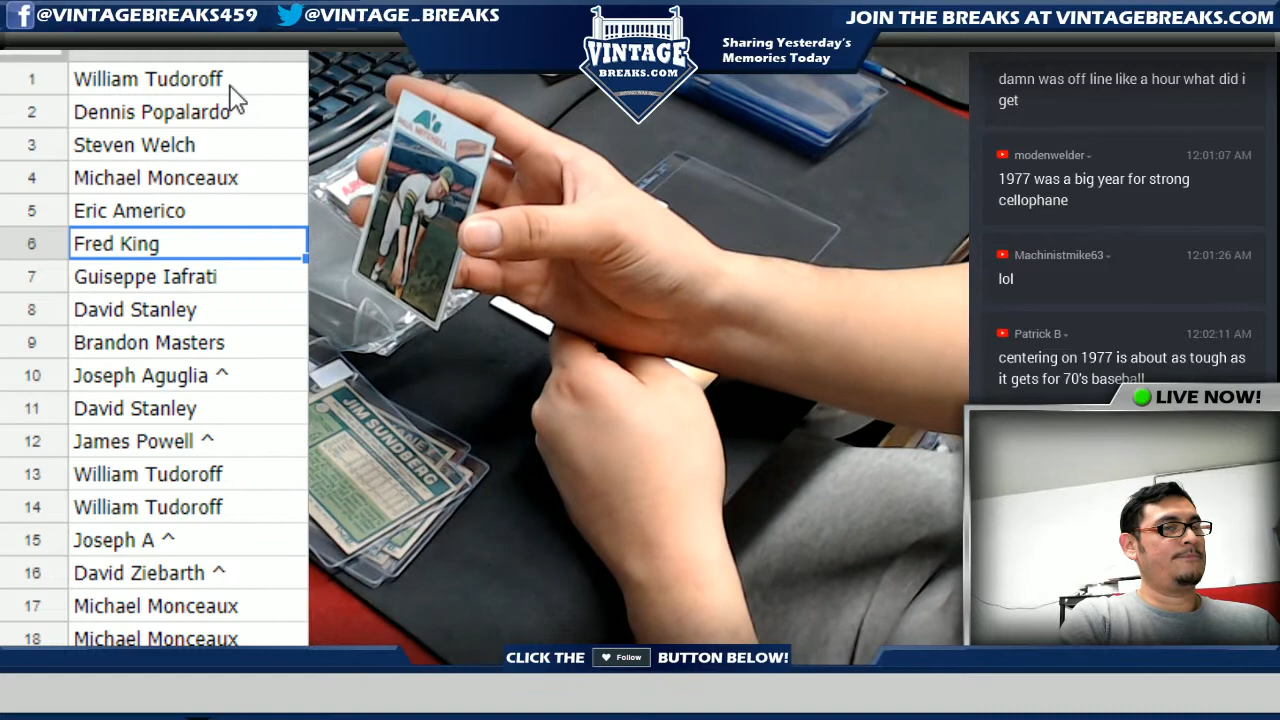 @VINTAGEBREAKS459
@VINTAGE_BREAKS
VINTAGE
BREAKS.COM
Sharing Yesterday's
Memories Today
JOIN THE BREAKS AT VINTAGEBREAKS.COM
1 William Tudoroff
2 Dennis Popalardo
3 Steven Welch
4 Michael Monceaux
5 Eric Americo
6 Fred King
7 Guiseppe Iafrati
8 David Stanley
9 Brandon Masters
10 Joseph Aguglia ^
11 David Stanley
12 James Powell ^
13 William Tudoroff
14 William Tudoroff
15 Joseph A ^
16 David Ziebarth ^
17 Michael Monceaux
18 Michael Monceaux
A's
PAUL MITCHELL
JIM SUNDBERG
damn was off line like a hour what did i
get
modenwelder 12:01:07 AM
1977 was a big year for strong
cellophane
Machinistmike63 12:01:26 AM
lol
Patrick B 12:02:11 AM
centering on 1977 is about as tough as
it gets for 70's baseball
LIVE NOW!
CLICK THE Follow BUTTON BELOW!